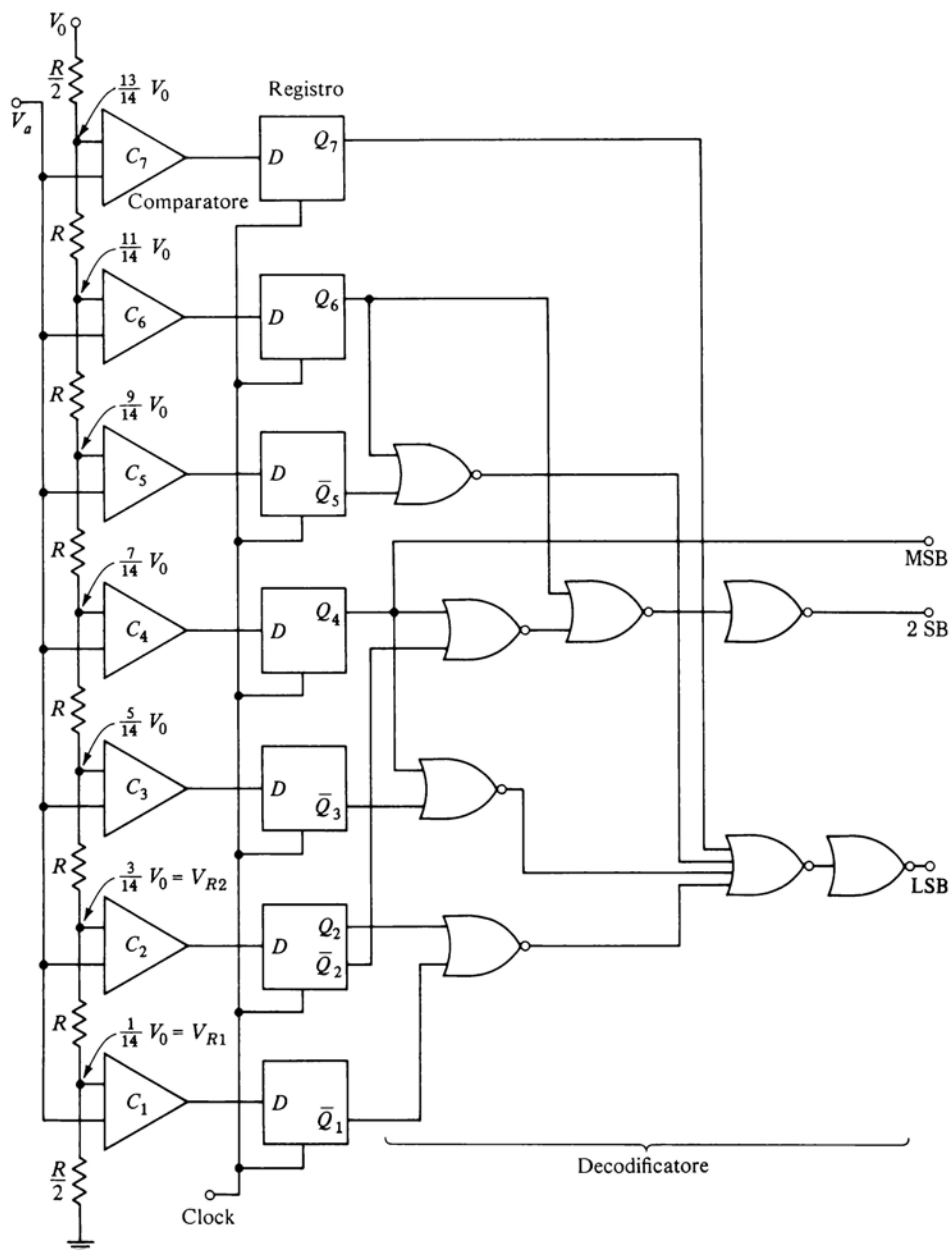 V₀
R/2
13/14 V₀
Registro
Vₐ
C₇
D
Q₇
Comparatore
R
11/14 V₀
C₆
D
Q₆
R
9/14 V₀
C₅
D
Q̅₅
MSB
R
7/14 V₀
C₄
D
Q₄
2 SB
R
5/14 V₀
C₃
D
Q̅₃
R
3/14 V₀ = V_R2
LSB
C₂
D
Q₂
Q̅₂
R
1/14 V₀ = V_R1
C₁
D
Q̅₁
R/2
Decodificatore
Clock